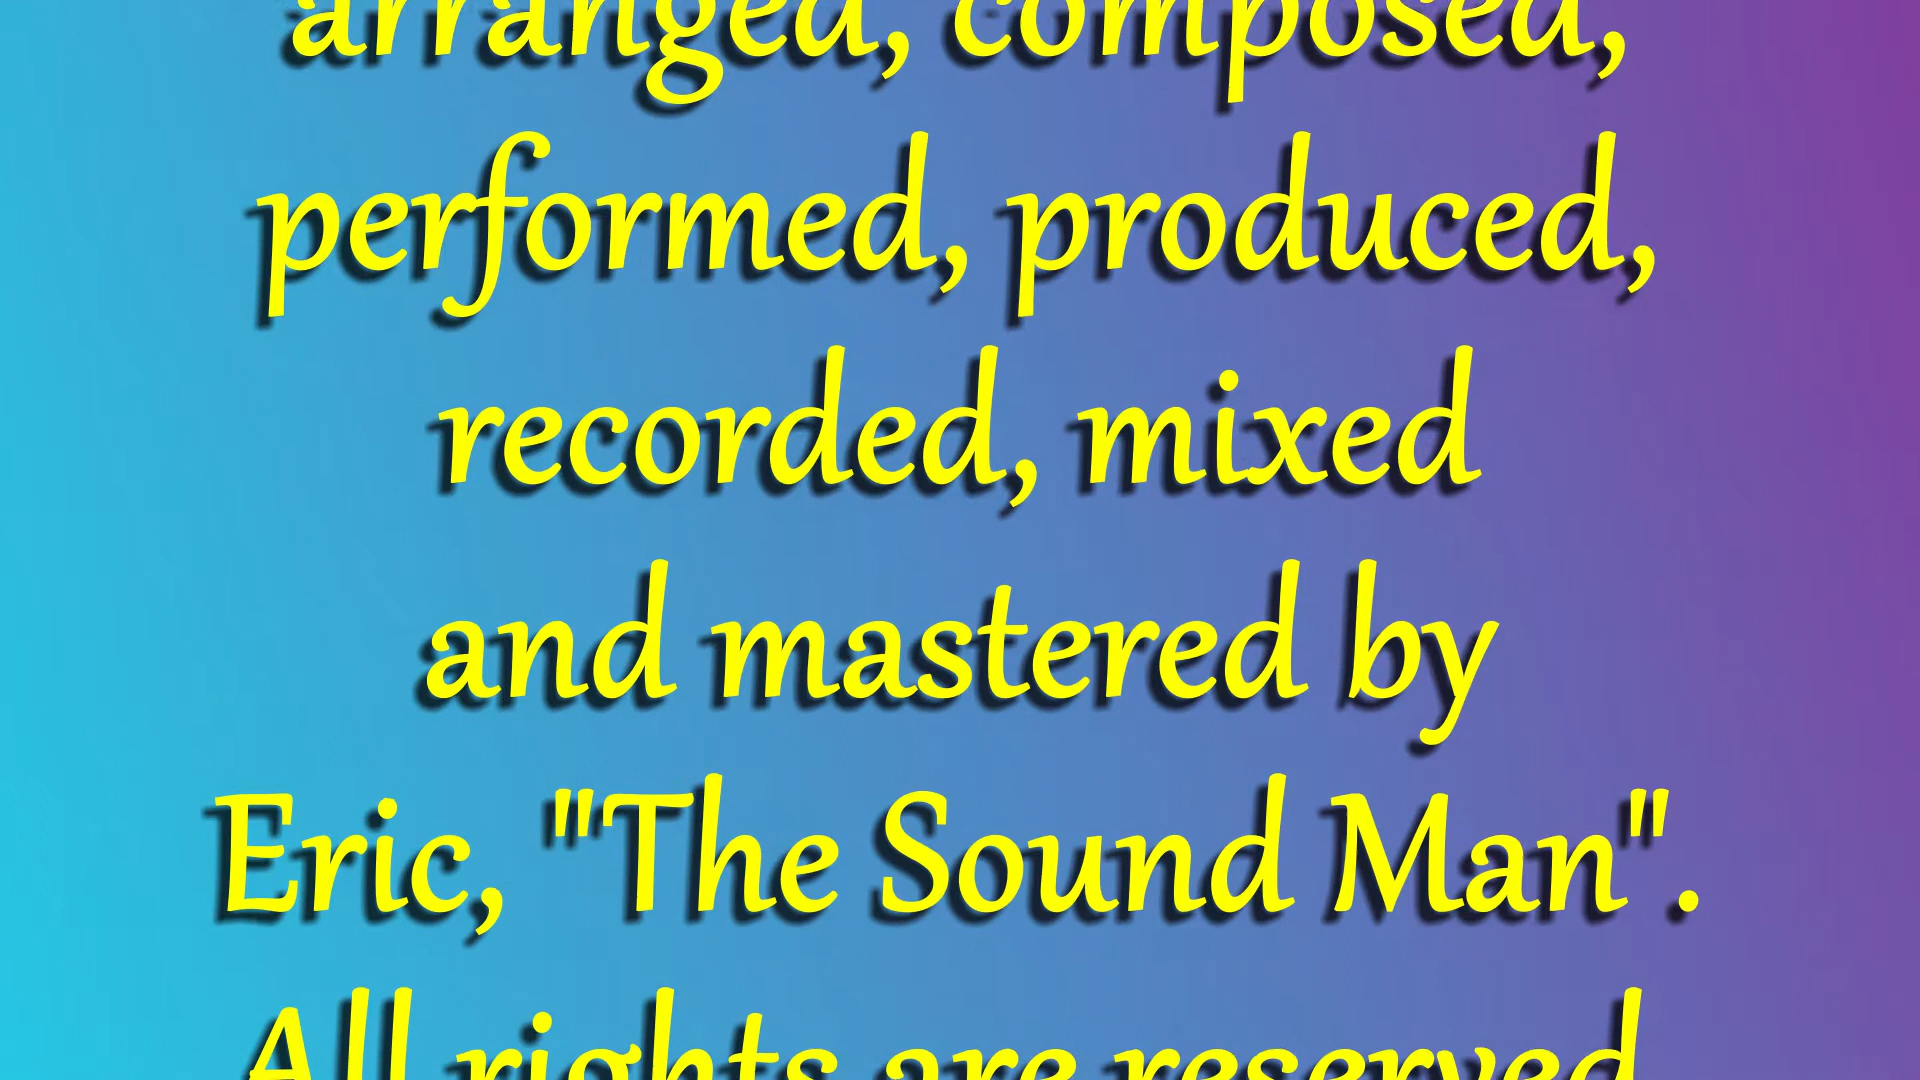 arranged, composed,
performed, produced,
recorded, mixed
and mastered by
Eric, "The Sound Man".
All rights are reserved